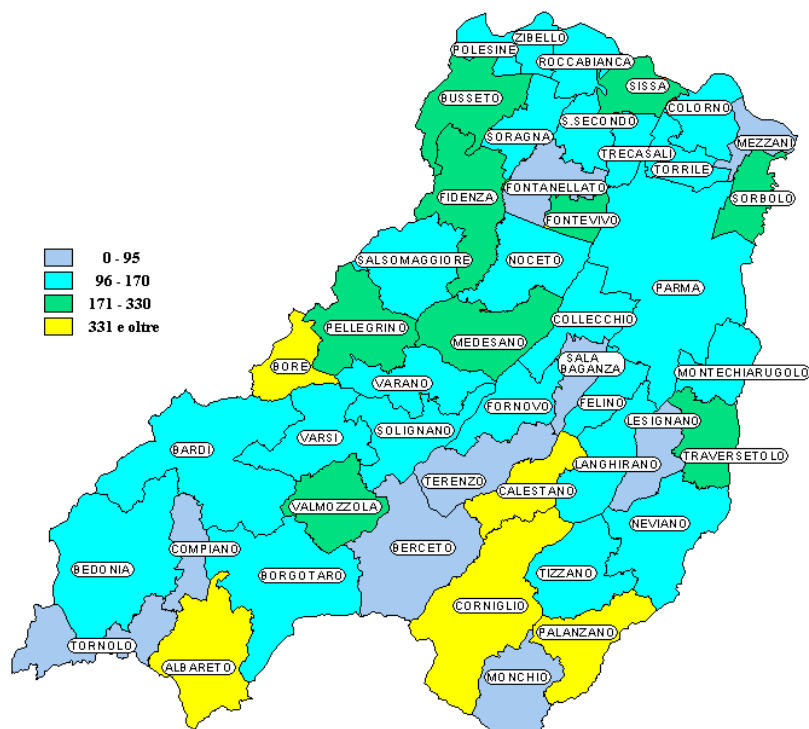 ZIBELLO
POLESINE
ROCCABIANCA
BUSSETO
SISSA
COLORNO
S.SECONDO
SORAGNA
MEZZANI
TRECASALI
TORRILE
FONTANELLATO
FIDENZA
SORBOLO
FONTEVIVO
0 - 95
96 - 170
171 - 330
331 e oltre
SALSOMAGGIORE
NOCETO
PARMA
COLLECCHIO
PELLEGRINO
MEDESANO
BORE
SALA
BAGANZA
MONTECHIARUGOLO
VARANO
FORNOVO
FELINO
LESIGNANO
SOLIGNANO
VARSI
BARDI
TRAVERSETOLO
LANGHIRANO
TERENZO
CALESTANO
VALMOZZOLA
NEVIANO
COMPIANO
BERCETO
BEDONIA
BORGOTARO
TIZZANO
CORNIGLIO
PALANZANO
TORNOLO
ALBARETO
MONCHIO